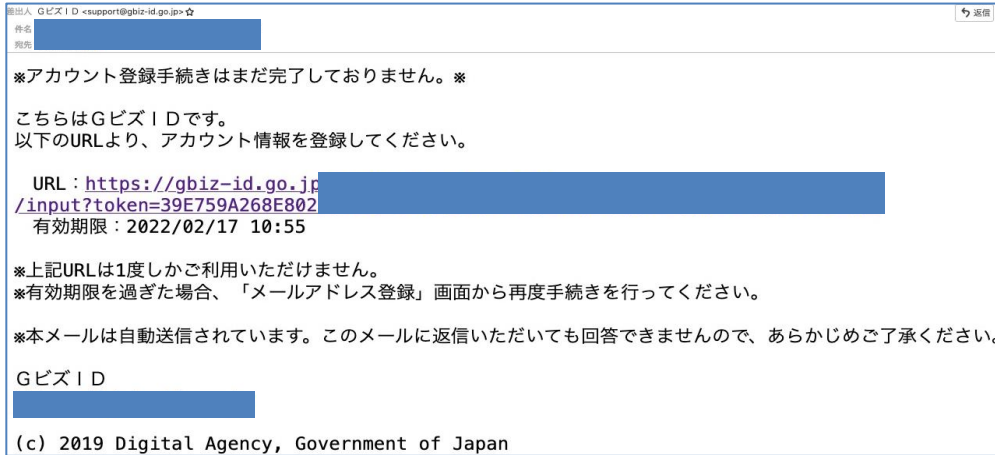 差出人 GビズID <support@gbiz-id.go.jp>☆
返信
件名
宛先
※アカウント登録手続きはまだ完了しておりません。※
こちらはGビズIDです。
以下のURLより、アカウント情報を登録してください。
URL：https://gbiz-id.go.jp
/input?token=39E759A268E802
有効期限：2022/02/17 10:55
※上記URLは1度しかご利用いただけません。
※有効期限を過ぎた場合、「メールアドレス登録」画面から再度手続きを行ってください。
※本メールは自動送信されています。このメールに返信いただいても回答できませんので、あらかじめご了承ください。
GビズID
(c) 2019 Digital Agency, Government of Japan